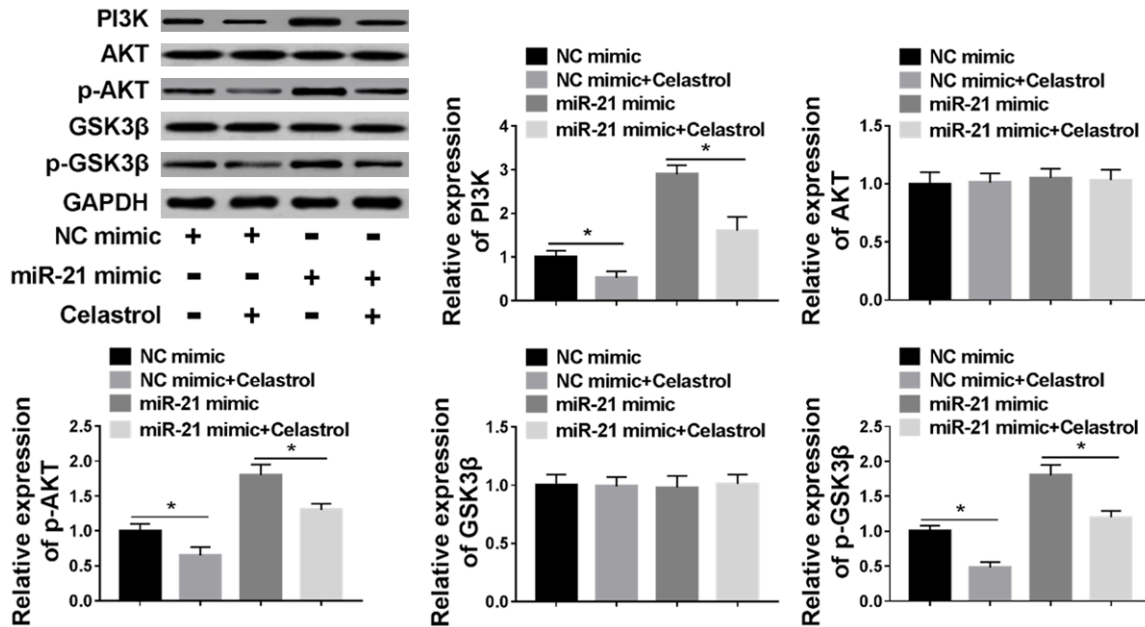 PI3K
AKT
p-AKT
GSK3β
p-GSK3β
GAPDH
NC mimic + + - -
miR-21 mimic - - + +
Celastrol - + - +
NC mimic
NC mimic+Celastrol
miR-21 mimic
miR-21 mimic+Celastrol
Relative expression
of PI3K
4
3
2
1
0
*
*
NC mimic
NC mimic+Celastrol
miR-21 mimic
miR-21 mimic+Celastrol
Relative expression
of AKT
1.5
1.0
0.5
0.0
NC mimic
NC mimic+Celastrol
miR-21 mimic
miR-21 mimic+Celastrol
Relative expression
of p-AKT
2.5
2.0
1.5
1.0
0.5
0.0
*
*
NC mimic
NC mimic+Celastrol
miR-21 mimic
miR-21 mimic+Celastrol
Relative expression
of GSK3β
1.5
1.0
0.5
0.0
NC mimic
NC mimic+Celastrol
miR-21 mimic
miR-21 mimic+Celastrol
Relative expression
of p-GSK3β
2.5
2.0
1.5
1.0
0.5
0.0
*
*